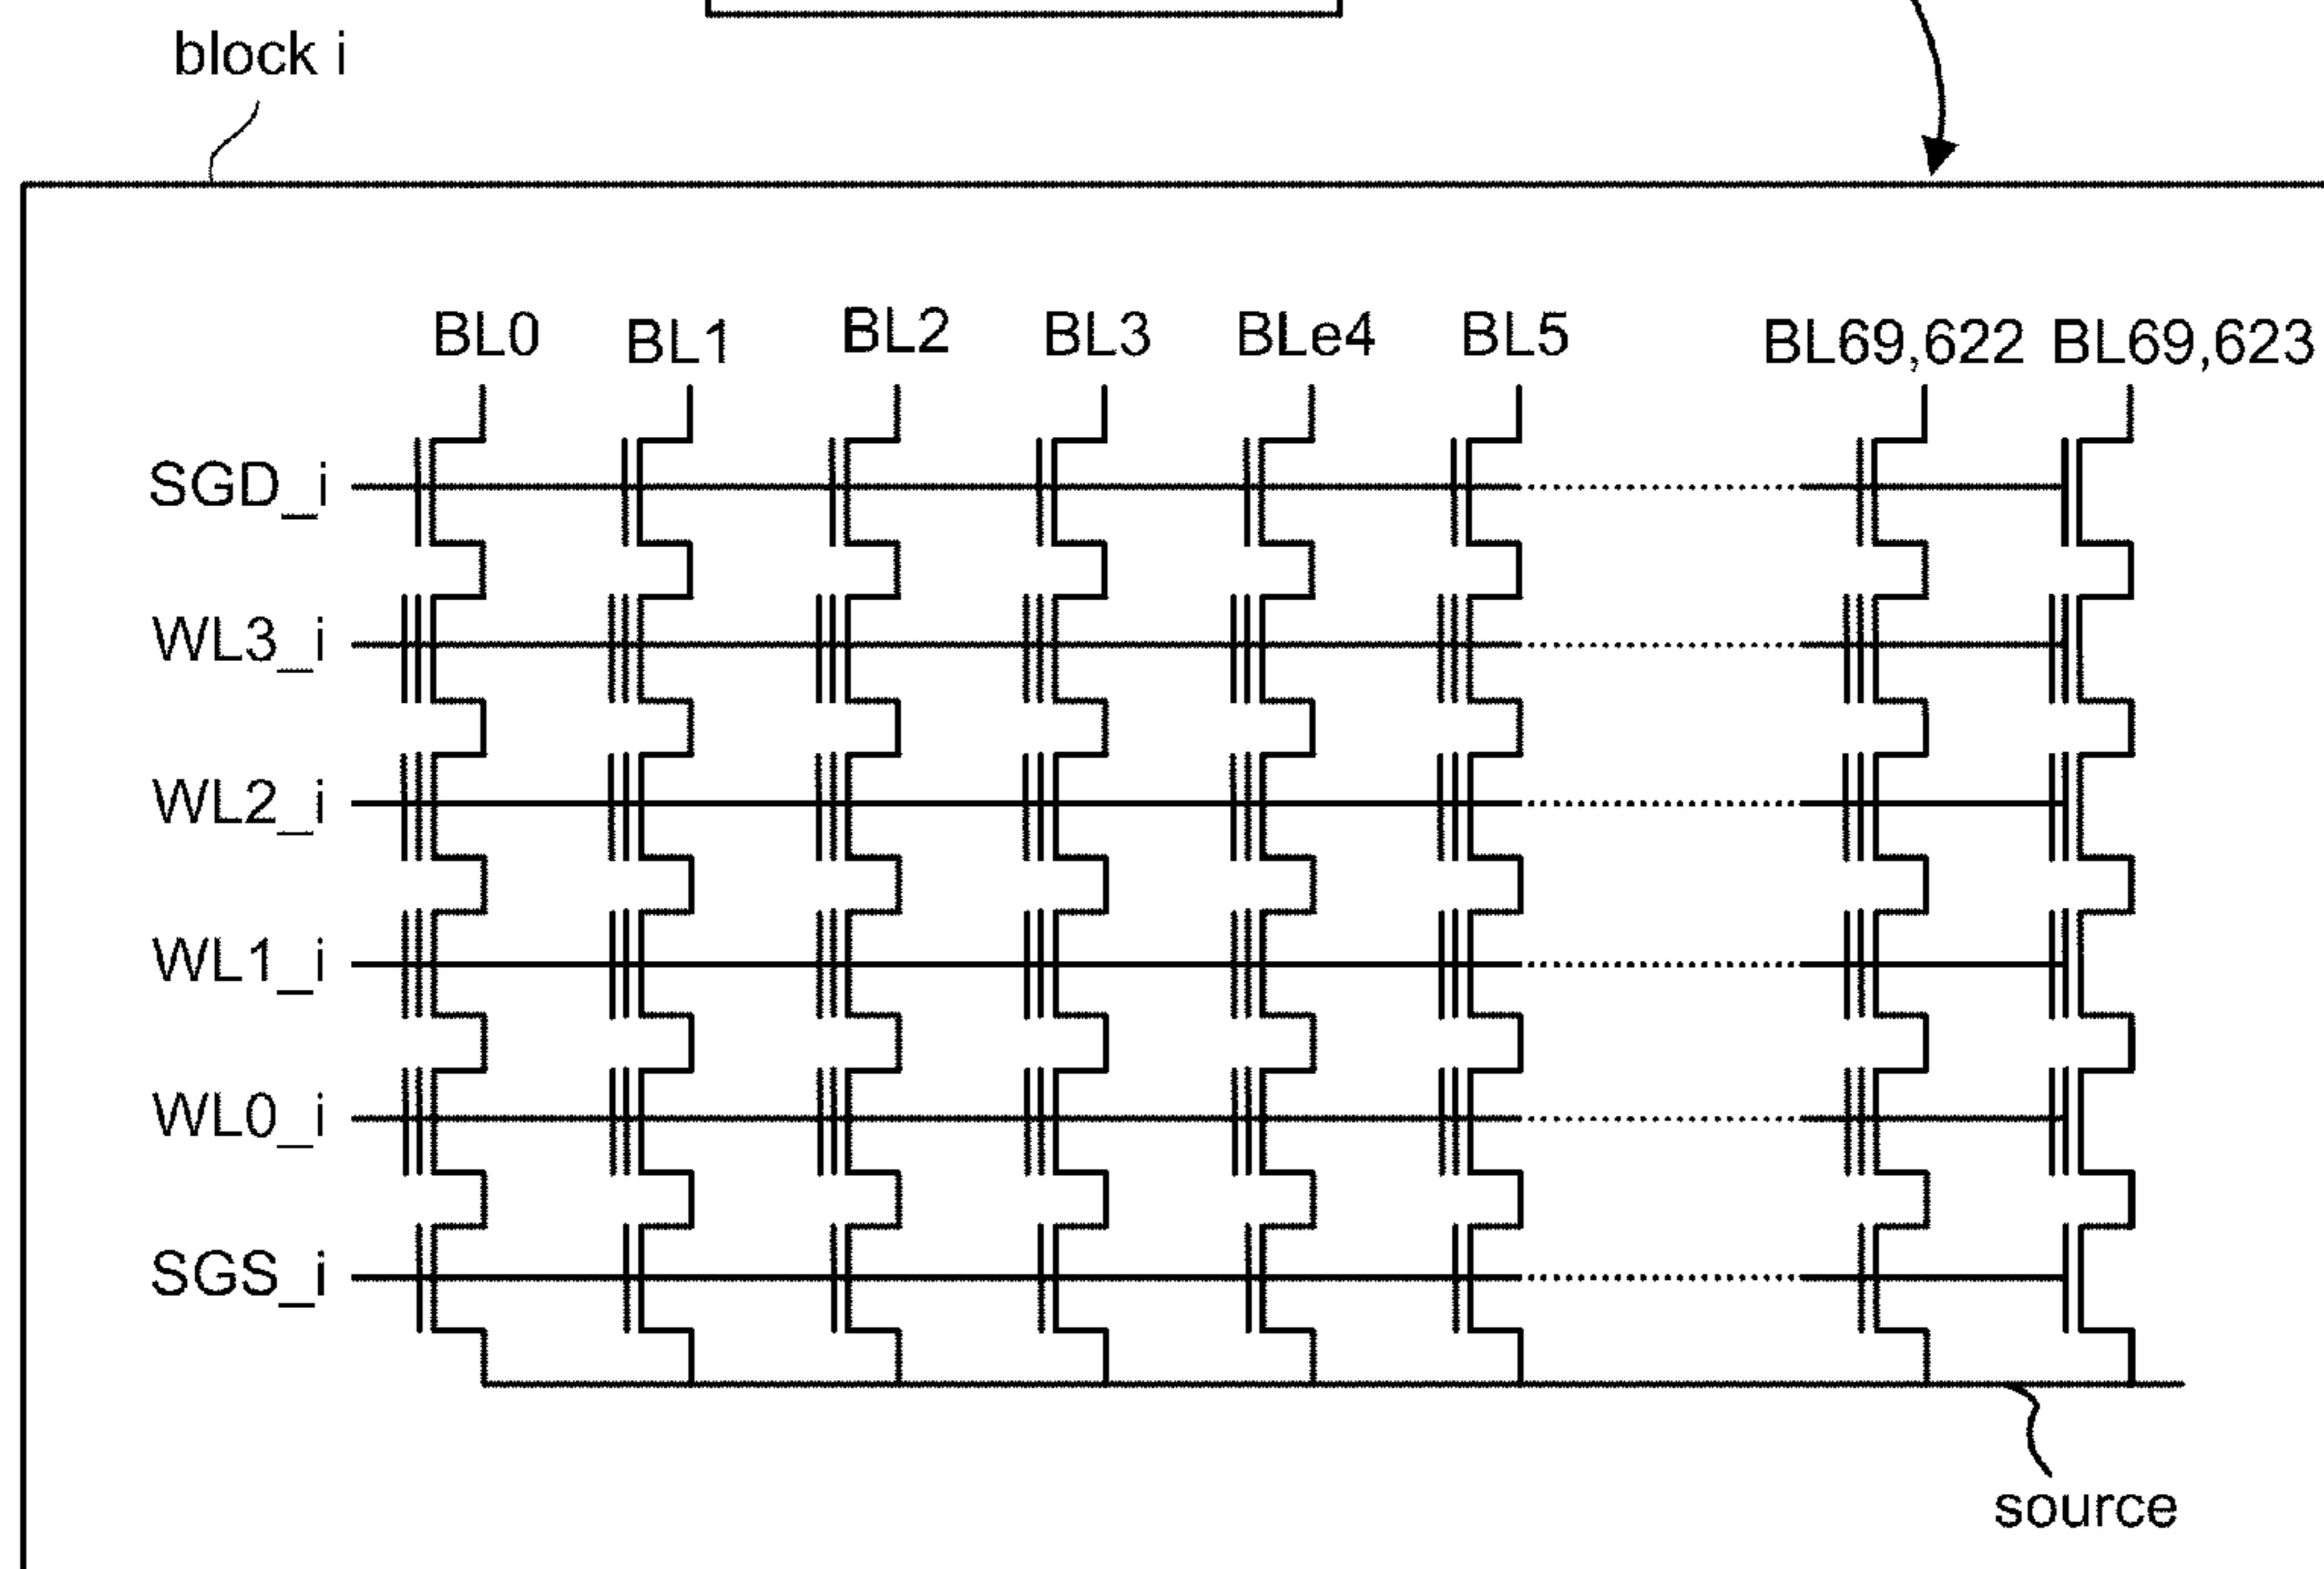 block i
BL0 BL1 BL2 BL3 BLe4 BL5 BL69,622 BL69,623
SGD_i
WL3_i
WL2_i
WL1_i
WL0_i
SGS_i
source